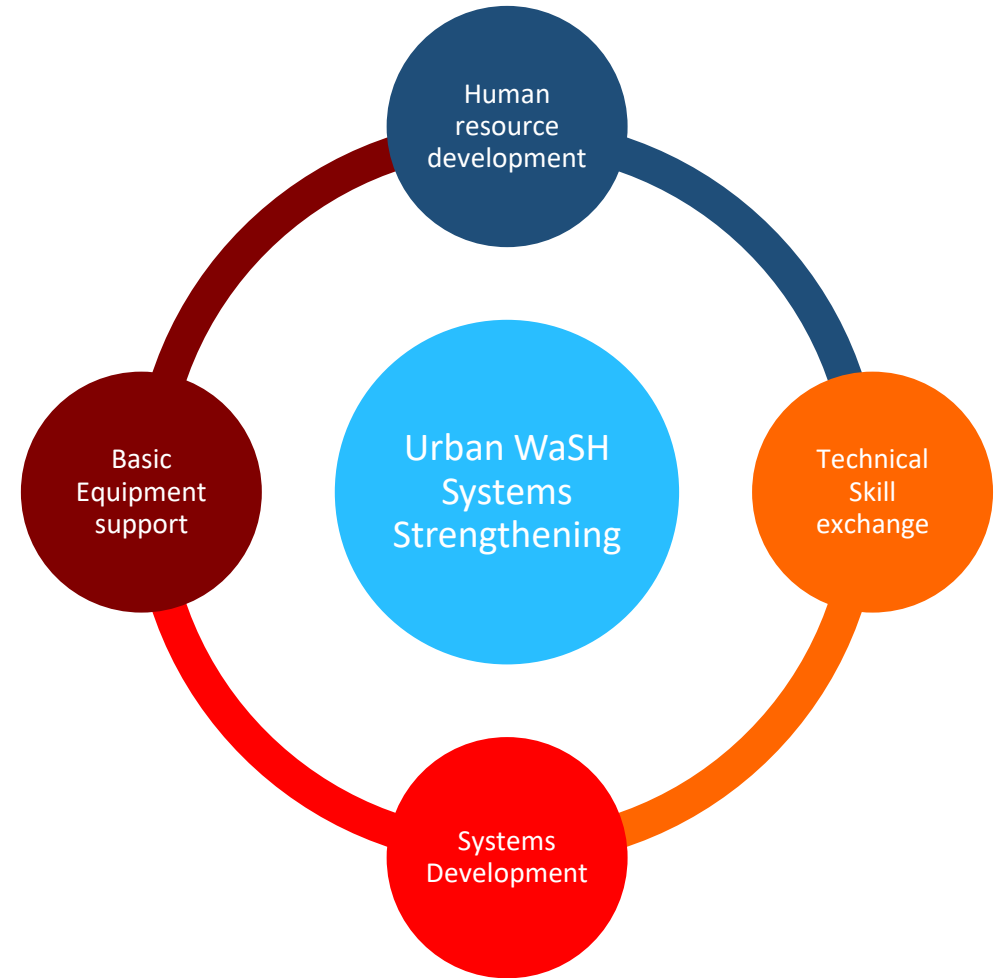 Human
resource
development
Urban WaSH
Systems
Strengthening
Basic
Equipment
support
Technical
Skill
exchange
Systems
Development